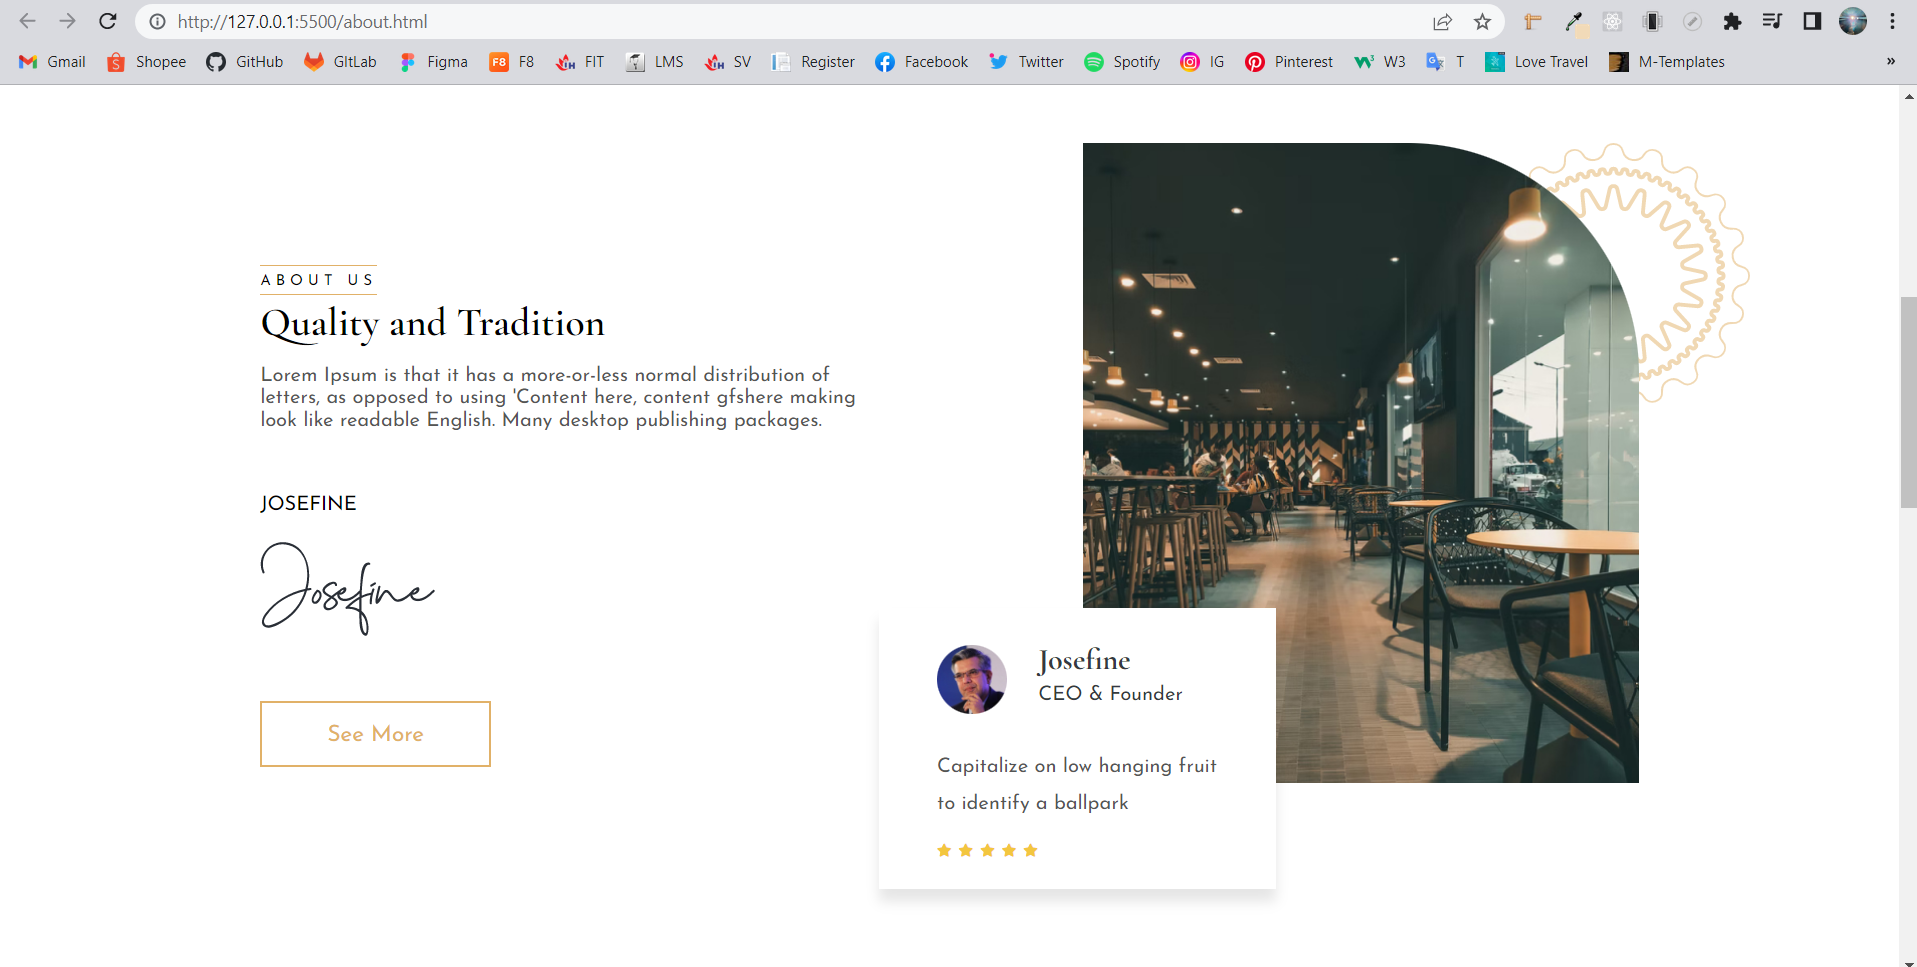 http://127.0.0.1:5500/about.html
Gmail Shopee GitHub GItLab Figma F8 F8 FIT LMS SV Register Facebook Twitter Spotify IG Pinterest W3 T Love Travel M-Templates »
ABOUT US
Quality and Tradition
Lorem Ipsum is that it has a more-or-less normal distribution of
letters, as opposed to using 'Content here, content gfshere making
look like readable English. Many desktop publishing packages.
JOSEFINE
Josefine
See More
Josefine
CEO & Founder
Capitalize on low hanging fruit
to identify a ballpark